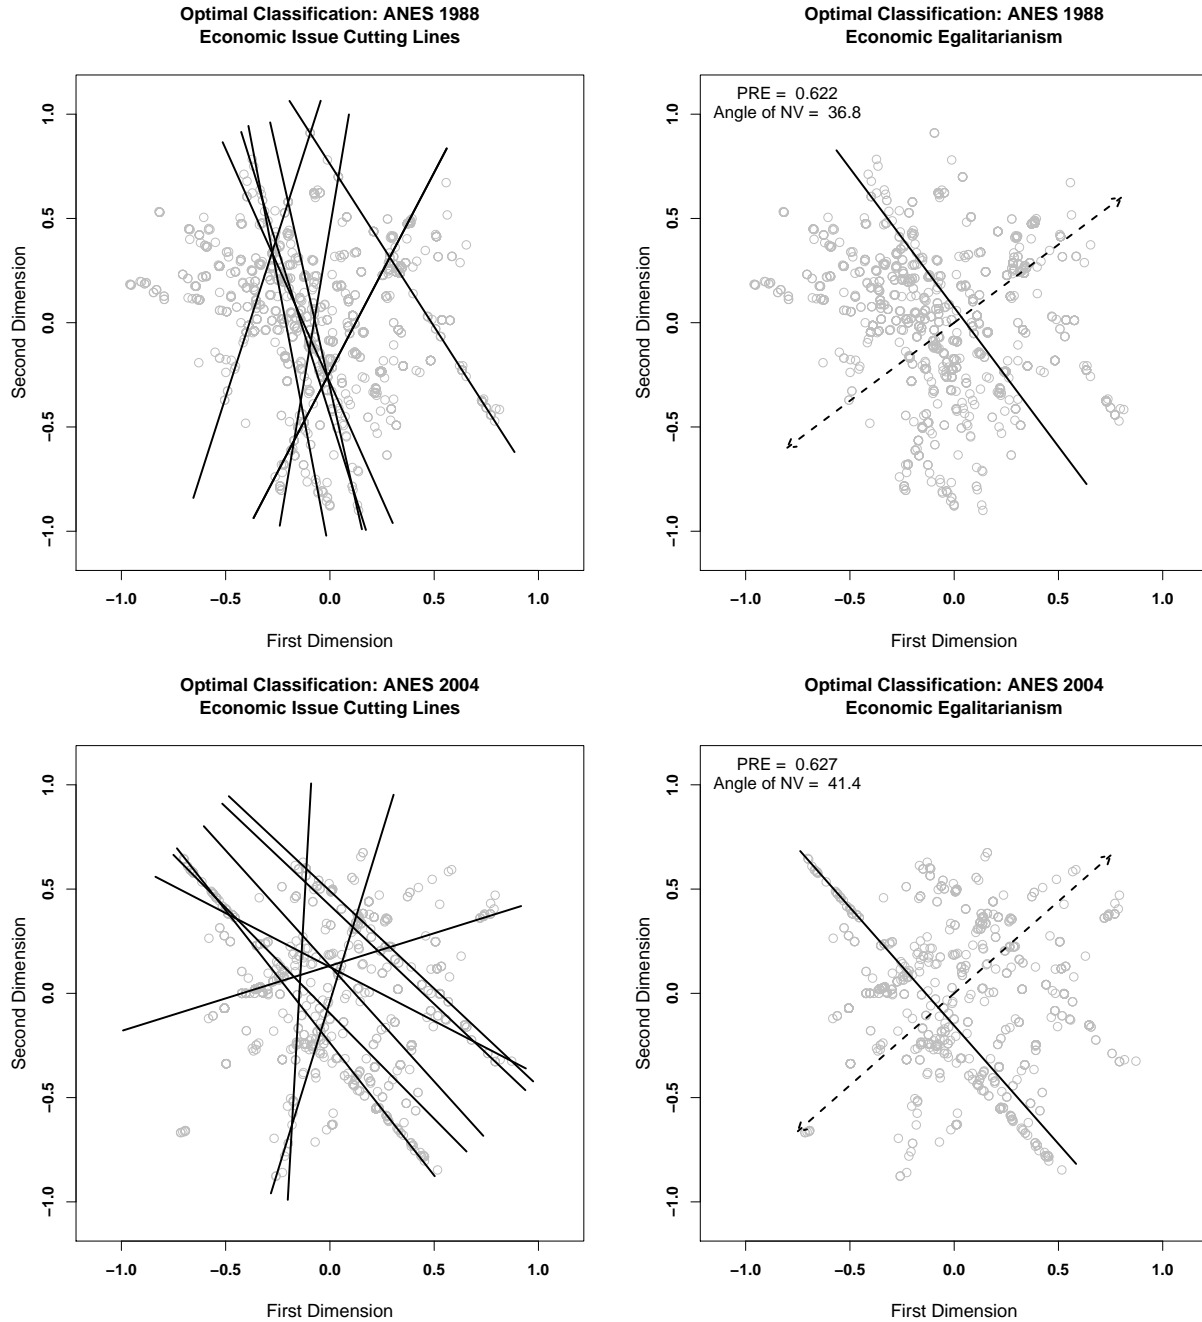 Optimal Classification: ANES 1988
Economic Issue Cutting Lines
1.0
0.5
0.0
−0.5
−1.0
Second Dimension
−1.0 −0.5 0.0 0.5 1.0
First Dimension
Optimal Classification: ANES 1988
Economic Egalitarianism
PRE = 0.622
Angle of NV = 36.8
1.0
0.5
0.0
−0.5
−1.0
Second Dimension
−1.0 −0.5 0.0 0.5 1.0
First Dimension
Optimal Classification: ANES 2004
Economic Issue Cutting Lines
1.0
0.5
0.0
−0.5
−1.0
Second Dimension
−1.0 −0.5 0.0 0.5 1.0
First Dimension
Optimal Classification: ANES 2004
Economic Egalitarianism
PRE = 0.627
Angle of NV = 41.4
1.0
0.5
0.0
−0.5
−1.0
Second Dimension
−1.0 −0.5 0.0 0.5 1.0
First Dimension